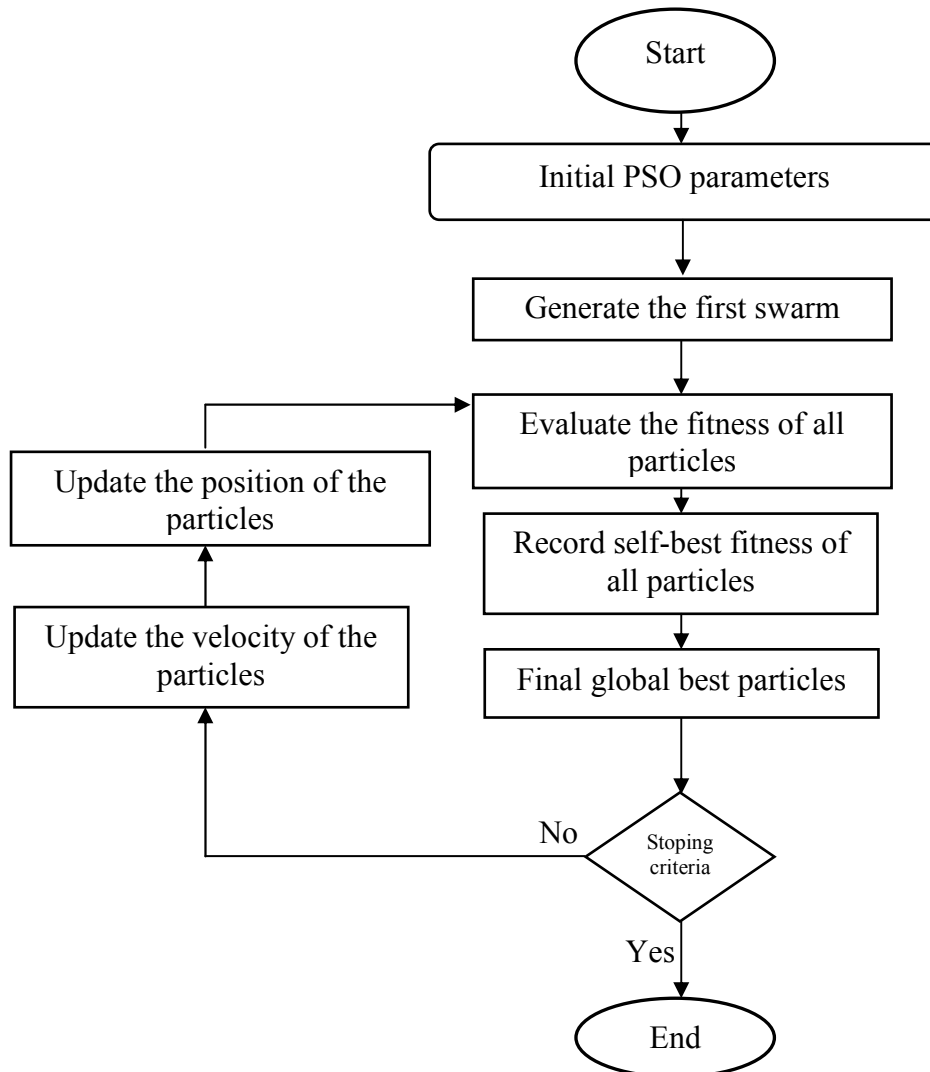 Start
Initial PSO parameters
Generate the first swarm
Evaluate the fitness of all
particles
Update the position of the
particles
Record self-best fitness of
all particles
Update the velocity of the
particles
Final global best particles
No
Stoping
criteria
Yes
End